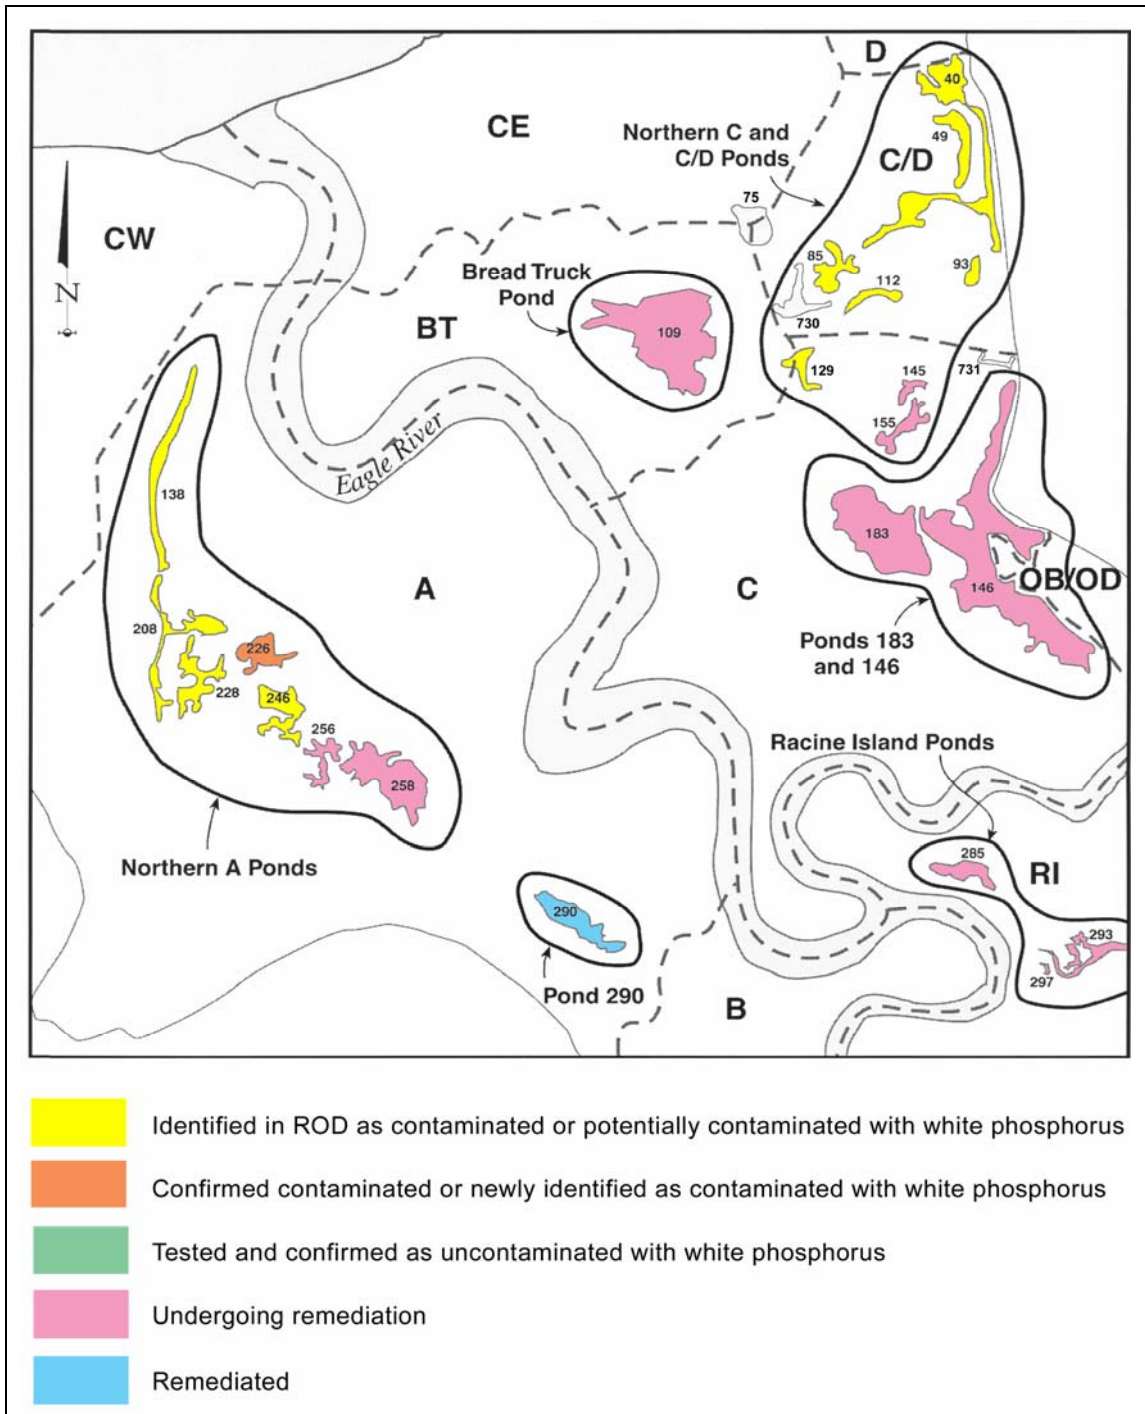 D
40
CE
Northern C and
C/D Ponds
49
C/D
75
CW
N
85
93
Bread Truck
Pond
112
BT
109
730
129
145
731
155
Eagle River
138
183
A
C
146
OB/OD
208
226
Ponds 183
and 146
228
246
256
Racine Island Ponds
258
285
RI
Northern A Ponds
290
293
297
Pond 290
B
Identified in ROD as contaminated or potentially contaminated with white phosphorus
Confirmed contaminated or newly identified as contaminated with white phosphorus
Tested and confirmed as uncontaminated with white phosphorus
Undergoing remediation
Remediated